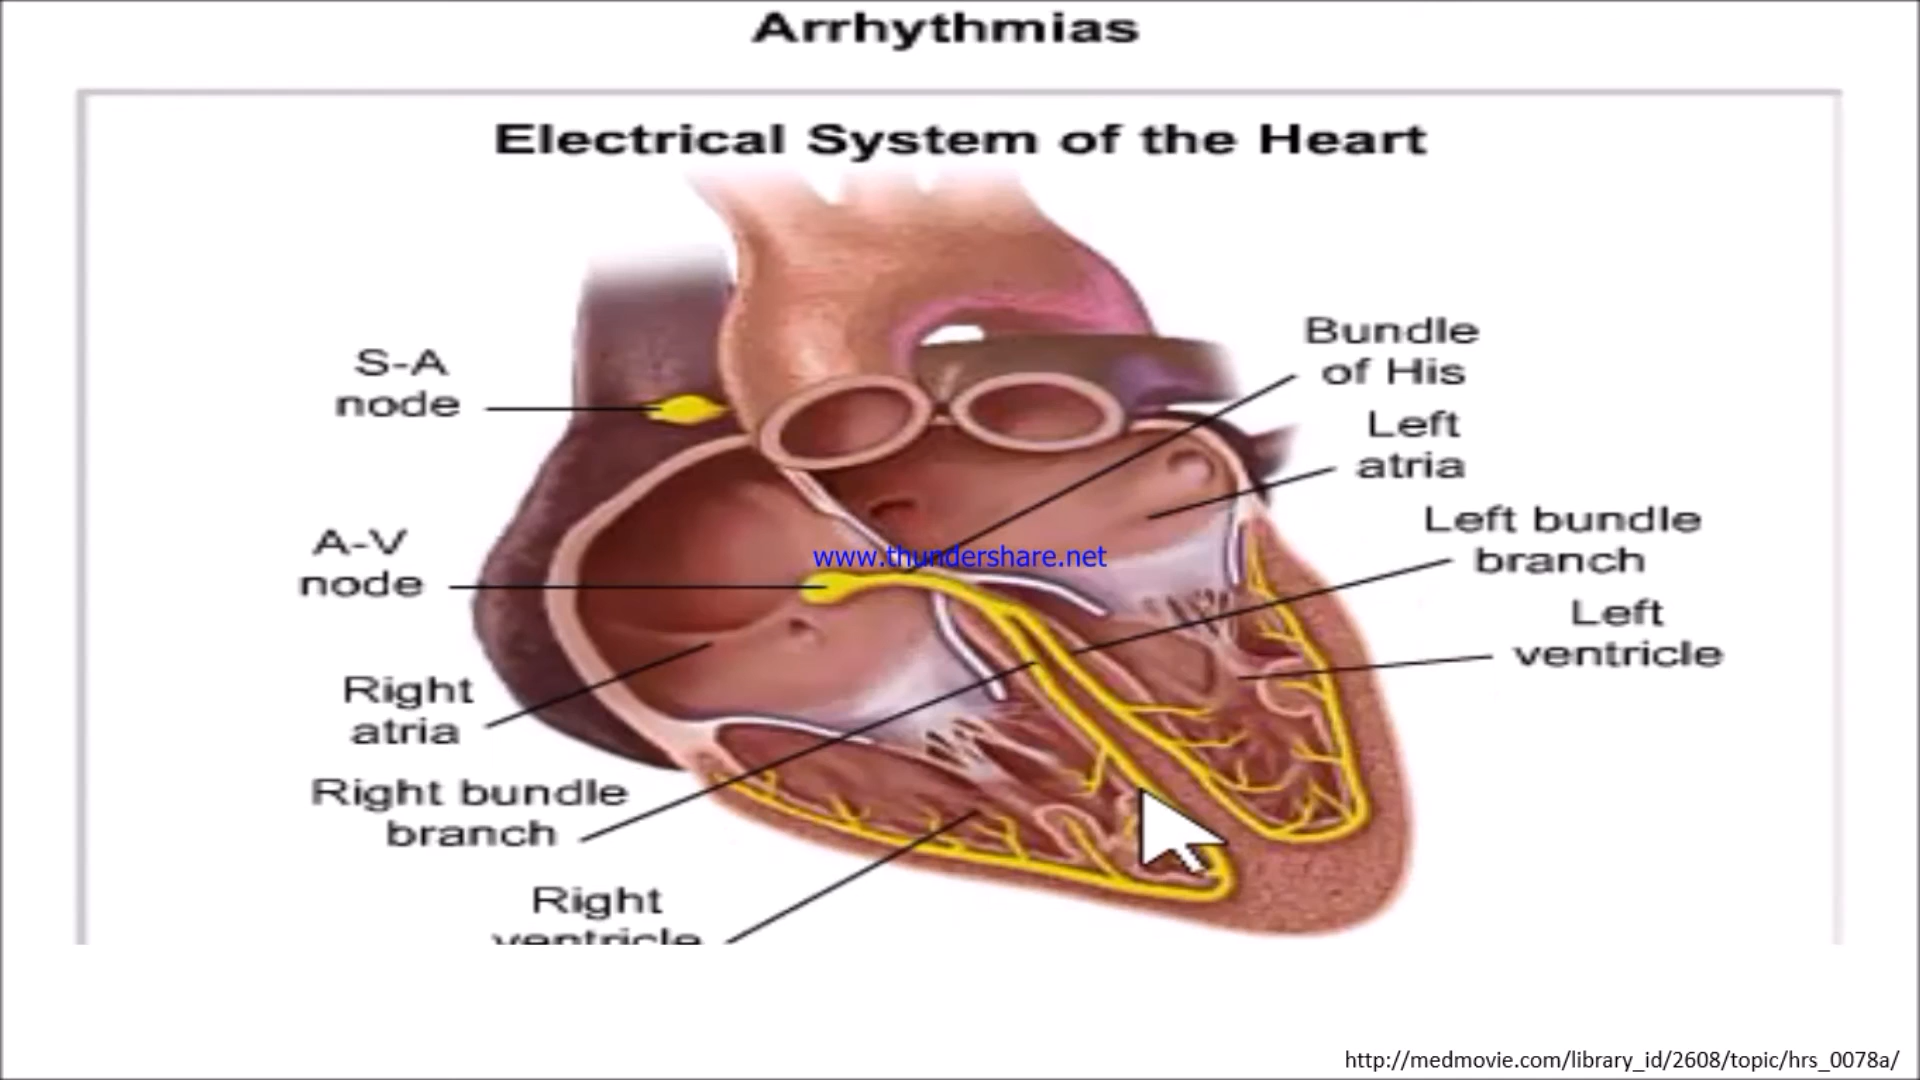 Arrhythmias
Electrical System of the Heart
S-A
node
A-V
node
Right
atria
Right bundle
branch
Right
ventricle
Bundle
of His
Left
atria
Left bundle
branch
Left
ventricle
www.thundershare.net
http://medmovie.com/library_id/2608/topic/hrs_0078a/